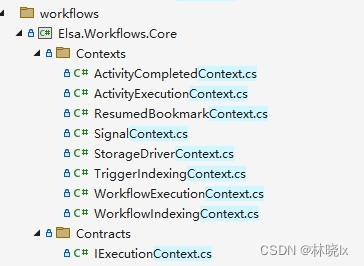 workflows
Elsa.Workflows.Core
Contexts
C# ActivityCompletedContext.cs
C# ActivityExecutionContext.cs
C# ResumedBookmarkContext.cs
C# SignalContext.cs
C# StorageDriverContext.cs
C# TriggerIndexingContext.cs
C# WorkflowExecutionContext.cs
C# WorkflowIndexingContext.cs
Contracts
C# IExecutionContext.cs
CSDN @林晓lx